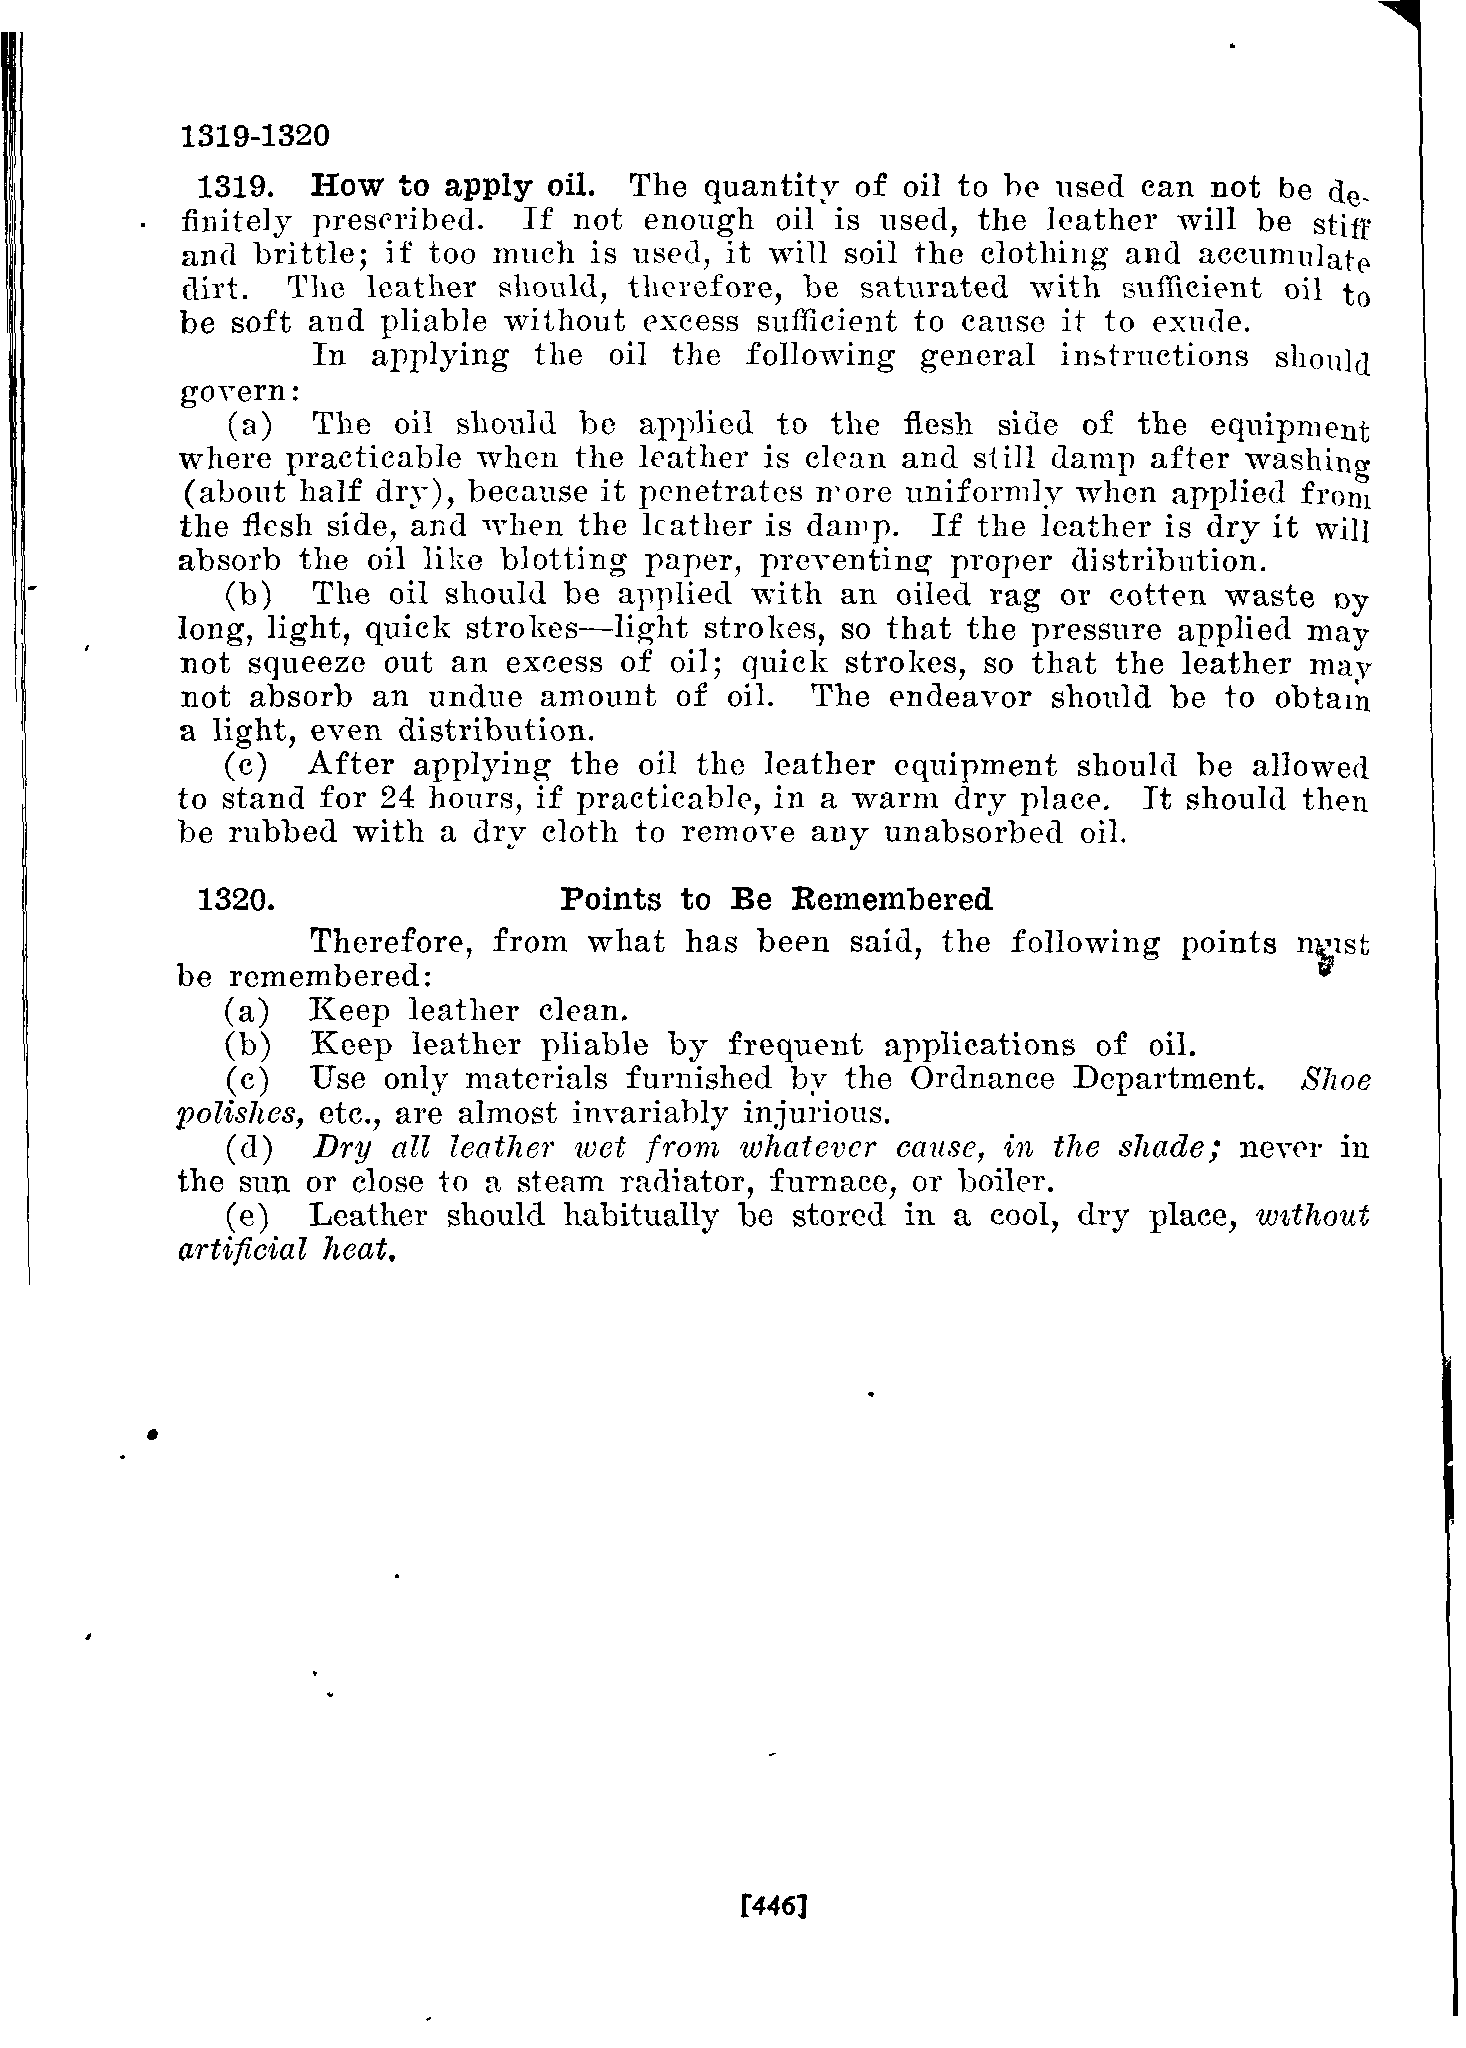 1319-1320
1319. How to apply oil. The quantity of oil to be used can not be de-
finitely prescribed. If not enough oil is used, the leather will be stiff
and brittle; if too much is used, it will soil the clothing and accumulate
dirt. The leather should, therefore, be saturated with sufficient oil to
be soft and pliable without excess sufficient to cause it to exude.
In applying the oil the following general instructions should
govern:
(a) The oil should be applied to the flesh side of the equipment
where practicable when the leather is clean and still damp after washing
(about half dry), because it penetrates more uniformly when applied from
the flesh side, and when the leather is damp. If the leather is dry it will
absorb the oil like blotting paper, preventing proper distribution.
(b) The oil should be applied with an oiled rag or cotten waste by
long, light, quick strokes—light strokes, so that the pressure applied may
not squeeze out an excess of oil; quick strokes, so that the leather may
not absorb an undue amount of oil. The endeavor should be to obtain
a light, even distribution.
(c) After applying the oil the leather equipment should be allowed
to stand for 24 hours, if practicable, in a warm dry place. It should then
be rubbed with a dry cloth to remove any unabsorbed oil.
1320. Points to Be Remembered
Therefore, from what has been said, the following points must
be remembered:
(a) Keep leather clean.
(b) Keep leather pliable by frequent applications of oil.
(c) Use only materials furnished by the Ordnance Department. Shoe
polishes, etc., are almost invariably injurious.
(d) Dry all leather wet from whatever cause, in the shade; never in
the sun or close to a steam radiator, furnace, or boiler.
(e) Leather should habitually be stored in a cool, dry place, without
artificial heat.
[446]